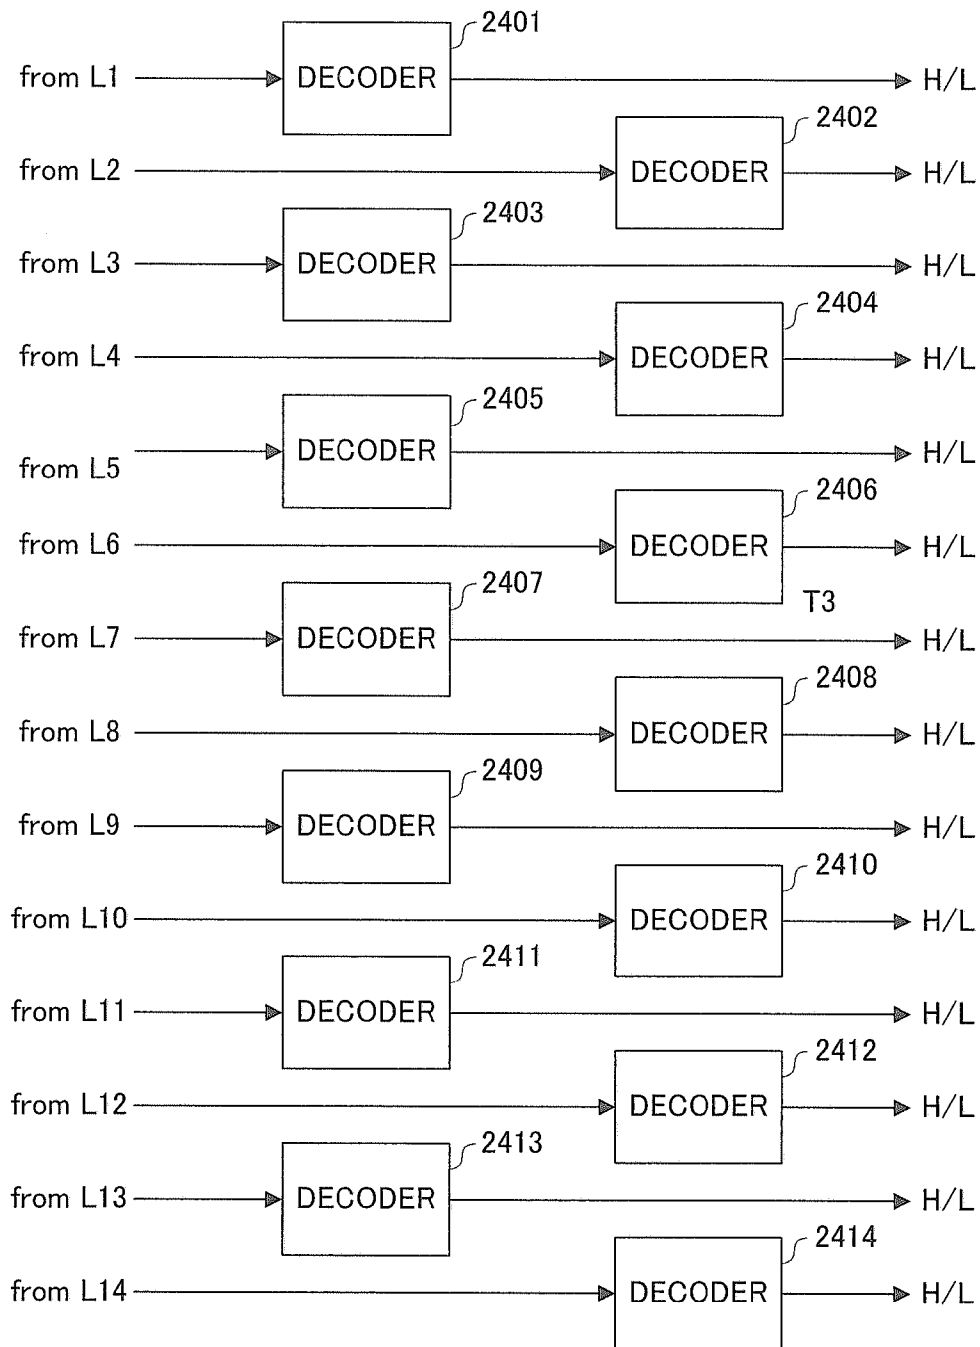 2401
from L1 DECODER H/L
2402
from L2 DECODER H/L
2403
from L3 DECODER H/L
2404
from L4 DECODER H/L
2405
from L5 DECODER H/L
2406
from L6 DECODER H/L
2407 T3
from L7 DECODER H/L
2408
from L8 DECODER H/L
2409
from L9 DECODER H/L
2410
from L10 DECODER H/L
2411
from L11 DECODER H/L
2412
from L12 DECODER H/L
2413
from L13 DECODER H/L
2414
from L14 DECODER H/L